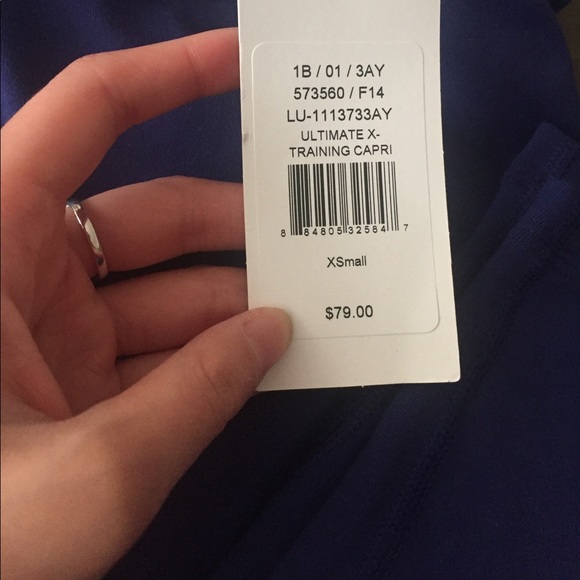 1B / 01 / 3AY
573560 / F14
LU-1113733AY
ULTIMATE X-
TRAINING CAPRI
8 84805 32584 7
XSmall
$79.00